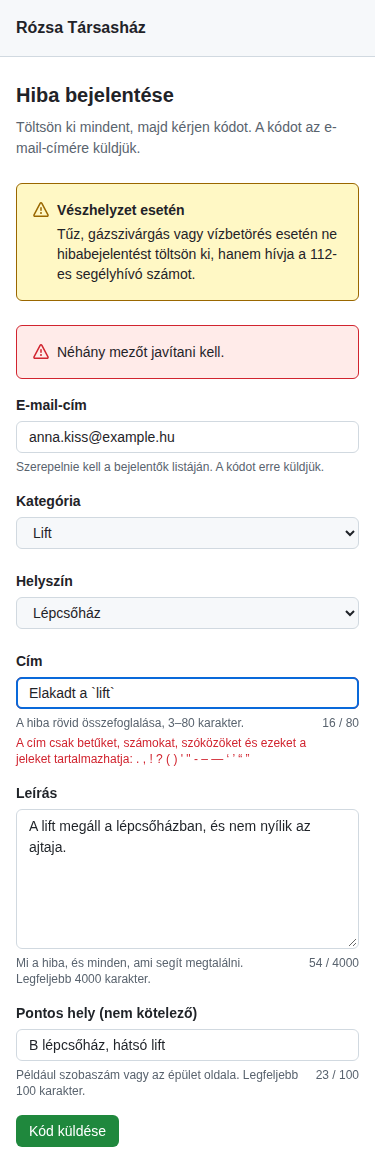 Rózsa Társasház
Hiba bejelentése
Töltsön ki mindent, majd kérjen kódot. A kódot az e-
mail-címére küldjük.
Vészhelyzet esetén
Tűz, gázszivárgás vagy vízbetörés esetén ne
hibabejelentést töltsön ki, hanem hívja a 112-
es segélyhívó számot.
Néhány mezőt javítani kell.
E-mail-cím
anna.kiss@example.hu
Szerepelnie kell a bejelentők listáján. A kódot erre küldjük.
Kategória
Lift
Helyszín
Lépcsőház
Cím
Elakadt a `lift`
A hiba rövid összefoglalása, 3–80 karakter. 16 / 80
A cím csak betűket, számokat, szóközöket és ezeket a
jeleket tartalmazhatja: . , ! ? ( ) ' " - – — ‘ ’ “ ”
Leírás
A lift megáll a lépcsőházban, és nem nyílik az
ajtaja.
Mi a hiba, és minden, ami segít megtalálni. 54 / 4000
Legfeljebb 4000 karakter.
Pontos hely (nem kötelező)
B lépcsőház, hátsó lift
Például szobaszám vagy az épület oldala. Legfeljebb 23 / 100
100 karakter.
Kód küldése